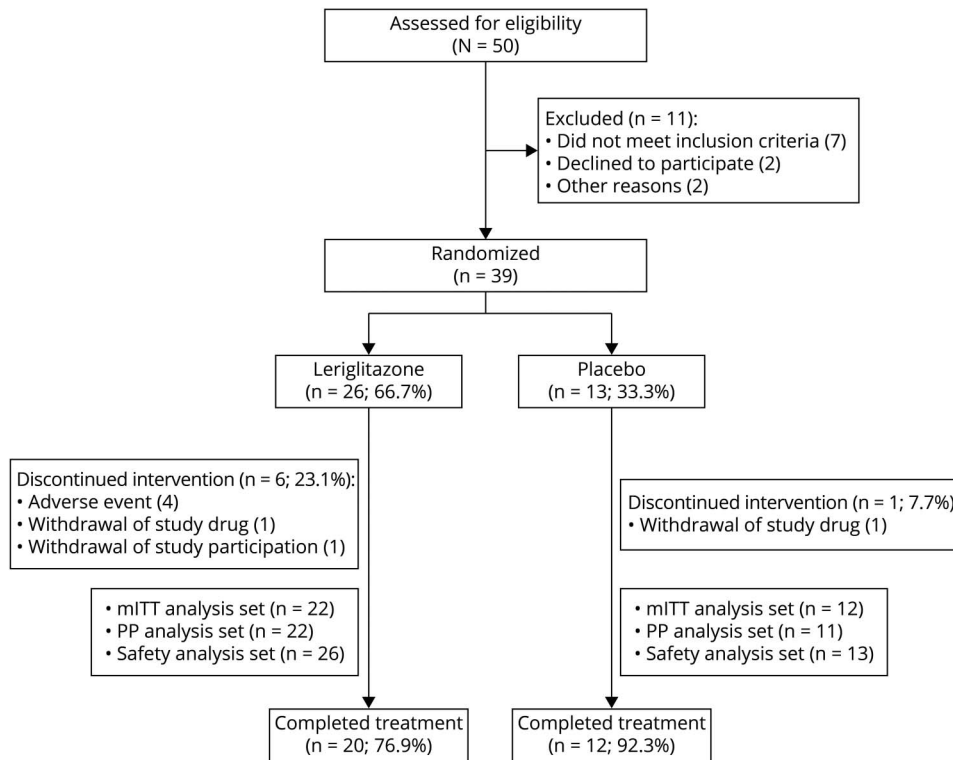 Assessed for eligibility
(N = 50)
Excluded (n = 11):
• Did not meet inclusion criteria (7)
• Declined to participate (2)
• Other reasons (2)
Randomized
(n = 39)
Leriglitazone
(n = 26; 66.7%)
Placebo
(n = 13; 33.3%)
Discontinued intervention (n = 6; 23.1%):
• Adverse event (4)
• Withdrawal of study drug (1)
• Withdrawal of study participation (1)
Discontinued intervention (n = 1; 7.7%)
• Withdrawal of study drug (1)
• mITT analysis set (n = 22)
• PP analysis set (n = 22)
• Safety analysis set (n = 26)
• mITT analysis set (n = 12)
• PP analysis set (n = 11)
• Safety analysis set (n = 13)
Completed treatment
(n = 20; 76.9%)
Completed treatment
(n = 12; 92.3%)